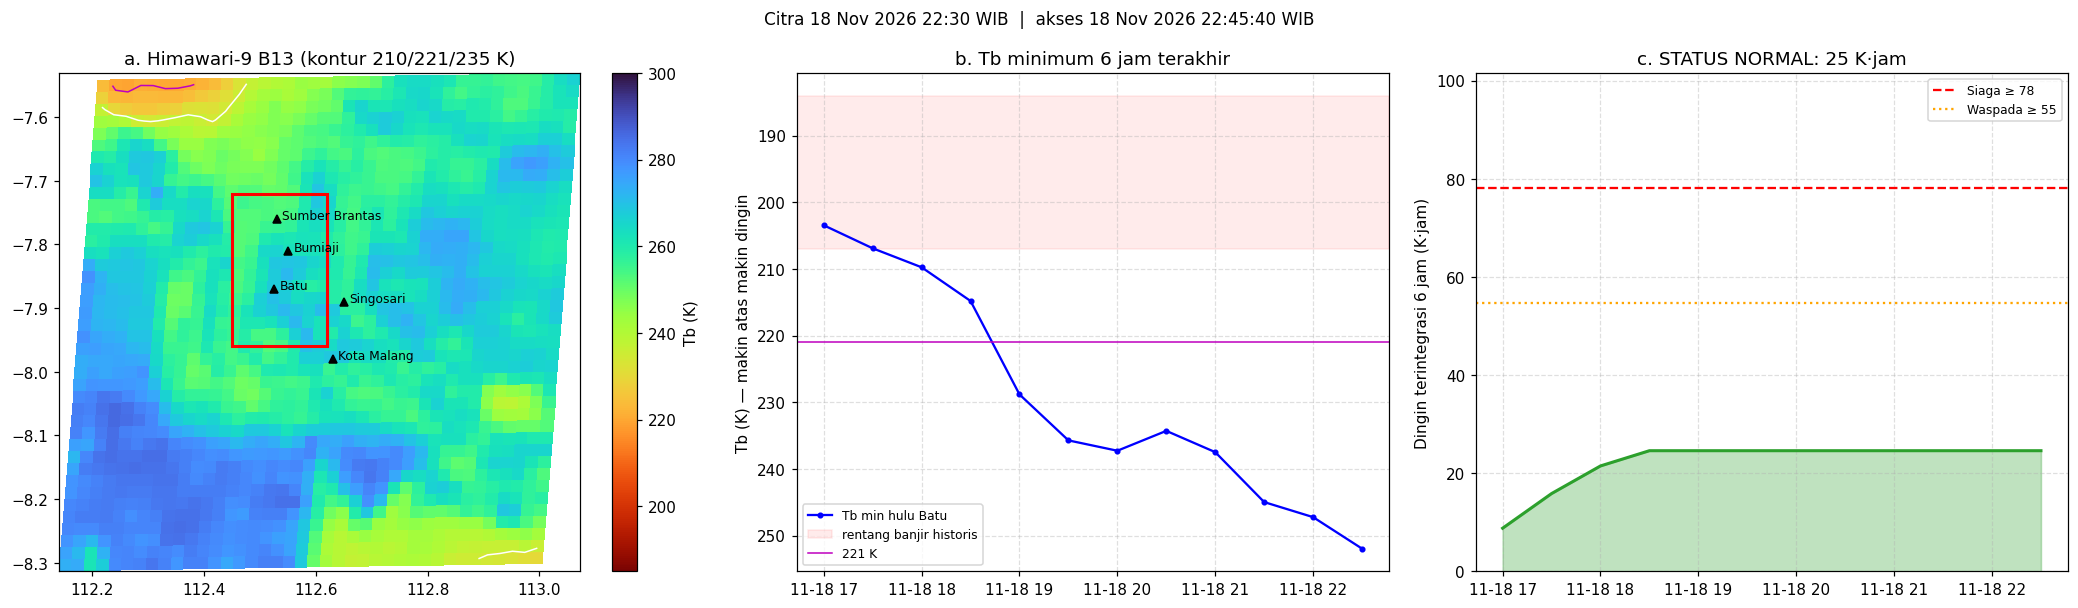 Citra 18 Nov 2026 22:30 WIB | akses 18 Nov 2026 22:45:40 WIB
a. Himawari-9 B13 (kontur 210/221/235 K)
−7.6
−7.7
−7.8
−7.9
−8.0
−8.1
−8.2
−8.3
112.2
112.4
112.6
112.8
113.0
Sumber Brantas
Bumiaji
Batu
Singosari
Kota Malang
300
280
260
240
220
200
Tb (K)
b. Tb minimum 6 jam terakhir
Tb (K) — makin atas makin dingin
190
200
210
220
230
240
250
11-18 17
11-18 18
11-18 19
11-18 20
11-18 21
11-18 22
Tb min hulu Batu
rentang banjir historis
221 K
c. STATUS NORMAL: 25 K·jam
Dingin terintegrasi 6 jam (K·jam)
100
80
60
40
20
0
11-18 17
11-18 18
11-18 19
11-18 20
11-18 21
11-18 22
Siaga ≥ 78
Waspada ≥ 55